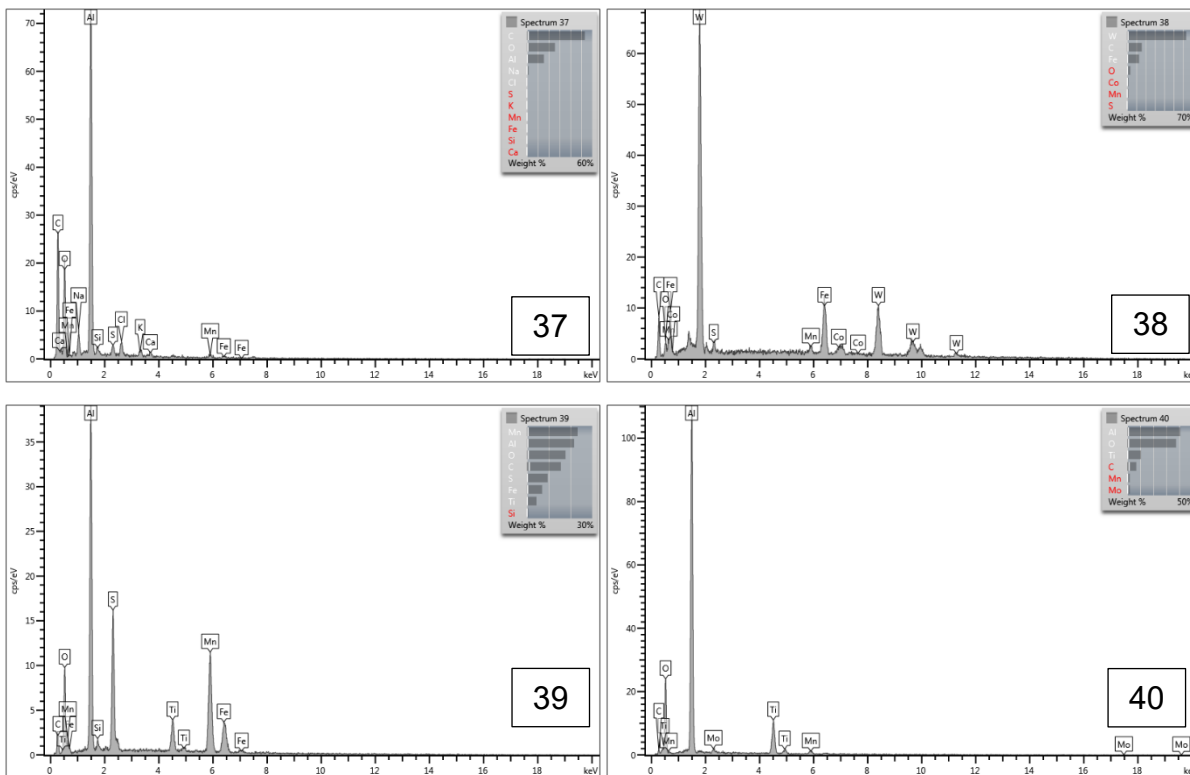 Spectrum 37
C
O
Al
Na
Cl
S
K
Mn
Fe
Si
Ca
Weight % 60%
cps/eV
70
60
50
40
30
20
10
0
Al
C
O
Fe Na
Mn
Ca Si S Cl K Ca Mn Fe Fe
0 2 4 6 8 10 12 14 16 18 keV
37
Spectrum 38
W
C
Fe
O
Co
Mn
S
Weight % 70%
cps/eV
60
50
40
30
20
10
0
W
C Fe
O
Co
S Mn Fe Co Co W W W
0 2 4 6 8 10 12 14 16 18 ke
38
Spectrum 39
Mn
Al
O
C
S
Fe
Ti
Si
Weight % 30%
cps/eV
35
30
25
20
15
10
5
0
Al
S
O
Mn
C Fe
Ti Si Ti Ti Mn Fe Fe
0 2 4 6 8 10 12 14 16 18 keV
39
Spectrum 40
Al
O
Ti
C
Mn
Mo
Weight % 50%
cps/eV
100
80
60
40
20
0
Al
O
C Ti
Mn Mo Ti Ti Mn Mo Mo
0 2 4 6 8 10 12 14 16 18 ke
40